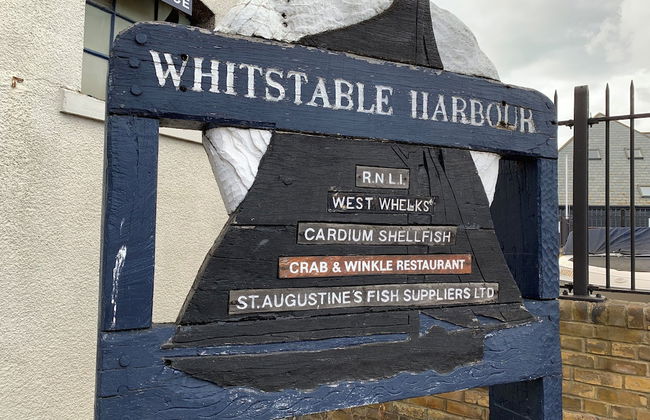 WHITSTABLE HARBOUR
R.N.L.I.
WEST WHELKS
CARDIUM SHELLFISH
CRAB & WINKLE RESTAURANT
ST. AUGUSTINE'S FISH SUPPLIERS LTD